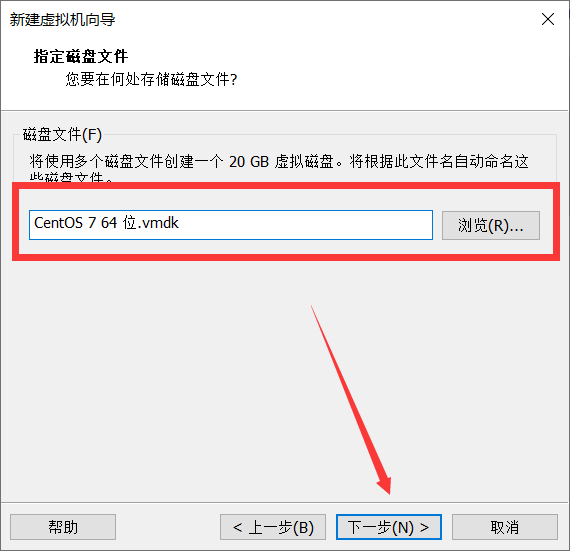 新建虚拟机向导
指定磁盘文件
您要在何处存储磁盘文件?
磁盘文件(F)
将使用多个磁盘文件创建一个 20 GB 虚拟磁盘。将根据此文件名自动命名这
些磁盘文件。
CentOS 7 64 位.vmdk
浏览(R)...
帮助
< 上一步(B)
下一步(N) >
取消